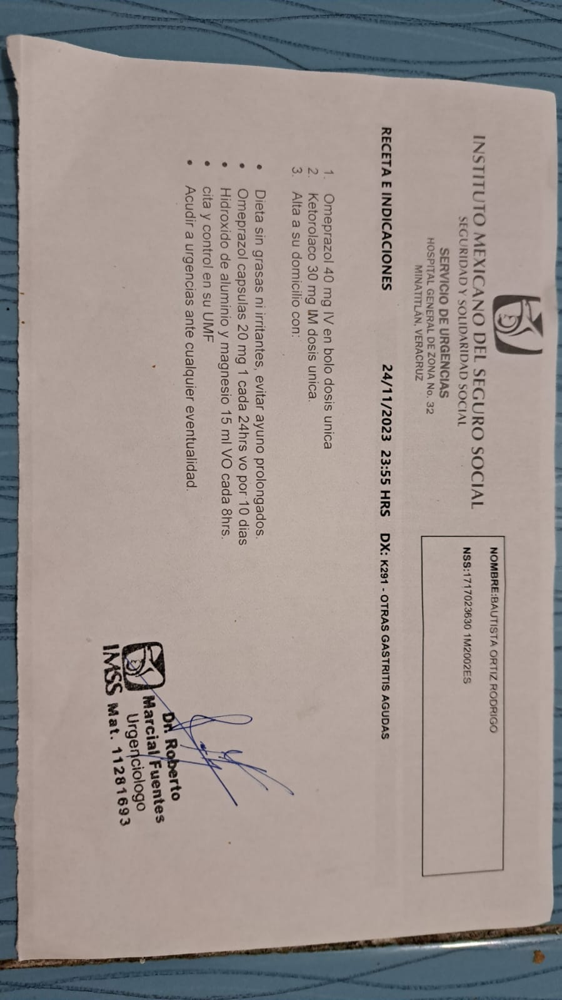 INSTITUTO MEXICANO DEL SEGURO SOCIAL
SEGURIDAD Y SOLIDARIDAD SOCIAL
SERVICIO DE URGENCIAS
HOSPITAL GENERAL DE ZONA No. 32
MINATITLÁN, VERACRUZ
NOMBRE:BAUTISTA ORTIZ RODRIGO
NSS:1717023630 1M2002ES
RECETA E INDICACIONES 24/11/2023 23:55 HRS DX: K291 - OTRAS GASTRITIS AGUDAS
1. Omeprazol 40 mg IV en bolo dosis unica
2. Ketorolaco 30 mg IM dosis unica.
3. Alta a su domicilio con:
• Dieta sin grasas ni irritantes, evitar ayuno prolongados.
• Omeprazol capsulas 20 mg 1 cada 24hrs vo por 10 dias
• Hidroxido de aluminio y magnesio 15 ml VO cada 8hrs.
• cita y control en su UMF
• Acudir a urgencias ante cualquier eventualidad.
Dr. Roberto
Marcial Fuentes
Urgenciologo
IMSS Mat. 11281693